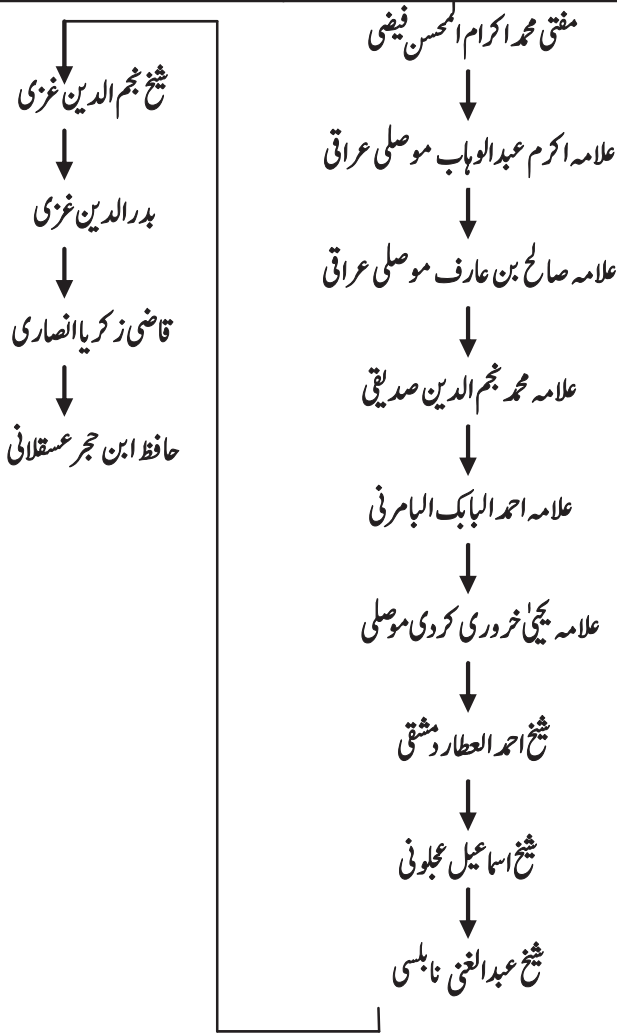 مفتی محمد اکرام المحسن فیضی
علامہ اکرم عبدالوہاب موصلی عراقی
علامہ صالح بن عارف موصلی عراقی
علامہ محمد نجم الدین صدیقی
علامہ احمد البابک البامرنی
علامہ یحییٰ خروری کردی موصلی
شیخ احمد العطار دمشقی
شیخ اسماعیل عجلونی
شیخ عبدالغنی نابلسی
شیخ نجم الدین غزی
بدرالدین غزی
قاضی زکریا انصاری
حافظ ابن حجر عسقلانی